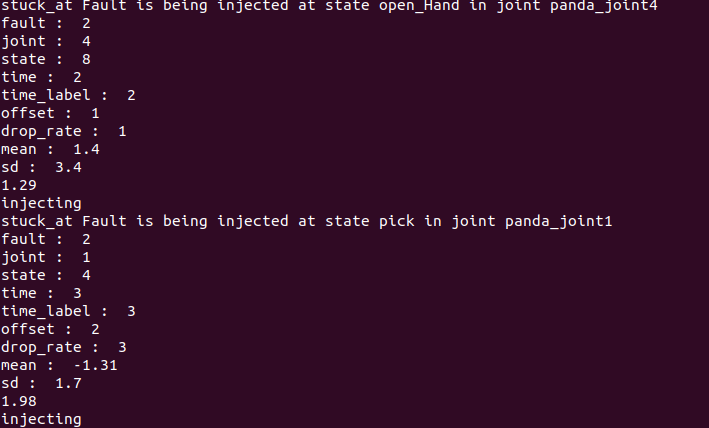 stuck_at Fault is being injected at state open_Hand in joint panda_joint4
fault :  2
joint :  4
state :  8
time :  2
time_label :  2
offset :  1
drop_rate :  1
mean :  1.4
sd :  3.4
1.29
injecting
stuck_at Fault is being injected at state pick in joint panda_joint1
fault :  2
joint :  1
state :  4
time :  3
time_label :  3
offset :  2
drop_rate :  3
mean :  -1.31
sd :  1.7
1.98
injecting